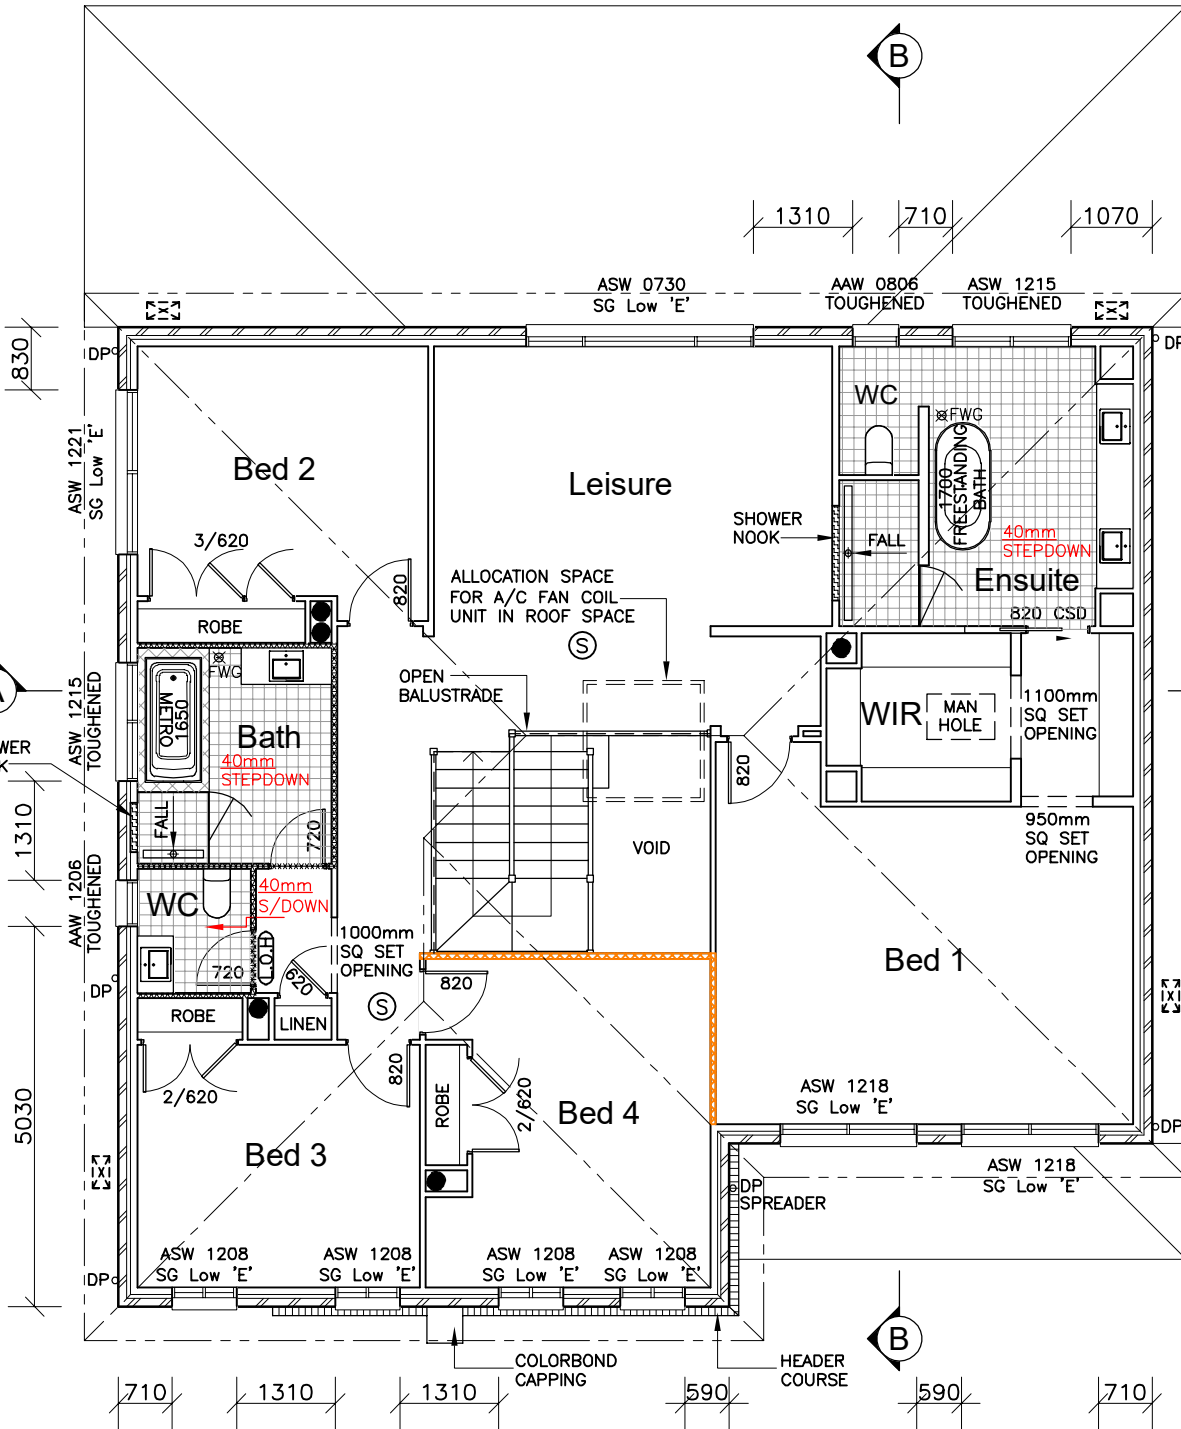 B
1310
710
1070
ASW 0730
SG Low 'E'
AAW 0806
TOUGHENED
ASW 1215
TOUGHENED
DP
DP
830
ASW 1221
SG Low 'E'
Bed 2
Leisure
WC
FWG
1700
FREESTANDING
BATH
SHOWER
NOOK
FALL
40mm
STEPDOWN
Ensuite
820 CSD
3/620
820
ALLOCATION SPACE
FOR A/C FAN COIL
UNIT IN ROOF SPACE
S
ROBE
FWG
OPEN
BALUSTRADE
ASW 1215
TOUGHENED
METRO
1650
Bath
40mm
STEPDOWN
WIR
MAN
HOLE
1100mm
SQ SET
OPENING
820
FALL
720
VOID
950mm
SQ SET
OPENING
1310
AAW 1206
TOUGHENED
WC
40mm
S/DOWN
1000mm
SQ SET
OPENING
L.O.H
720
620
820
Bed 1
DP
ROBE
LINEN
S
2/620
820
ROBE
2/620
Bed 4
Bed 3
5030
ASW 1218
SG Low 'E'
DP
ASW 1218
SG Low 'E'
DP
SPREADER
ASW 1208
SG Low 'E'
ASW 1208
SG Low 'E'
ASW 1208
SG Low 'E'
ASW 1208
SG Low 'E'
DP
B
COLORBOND
CAPPING
HEADER
COURSE
710
1310
1310
590
590
710